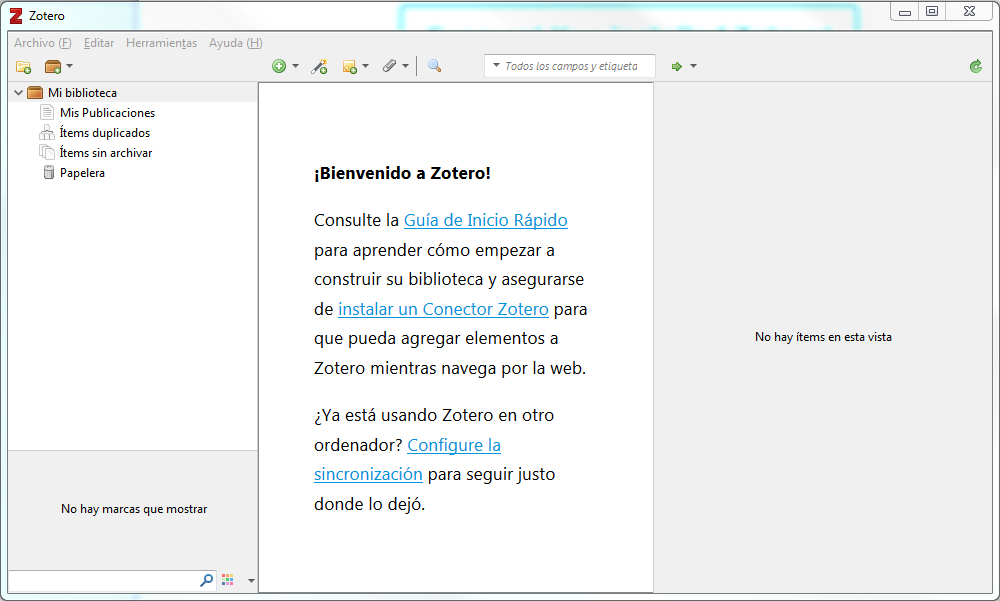 Zotero
Archivo (F) Editar Herramientas Ayuda (H)
Todos los campos y etiqueta
Mi biblioteca
Mis Publicaciones
Ítems duplicados
Ítems sin archivar
Papelera
¡Bienvenido a Zotero!
Consulte la Guía de Inicio Rápido
para aprender cómo empezar a
construir su biblioteca y asegurarse
de instalar un Conector Zotero para
que pueda agregar elementos a
Zotero mientras navega por la web.
¿Ya está usando Zotero en otro
ordenador? Configure la
sincronización para seguir justo
donde lo dejó.
No hay ítems en esta vista
No hay marcas que mostrar